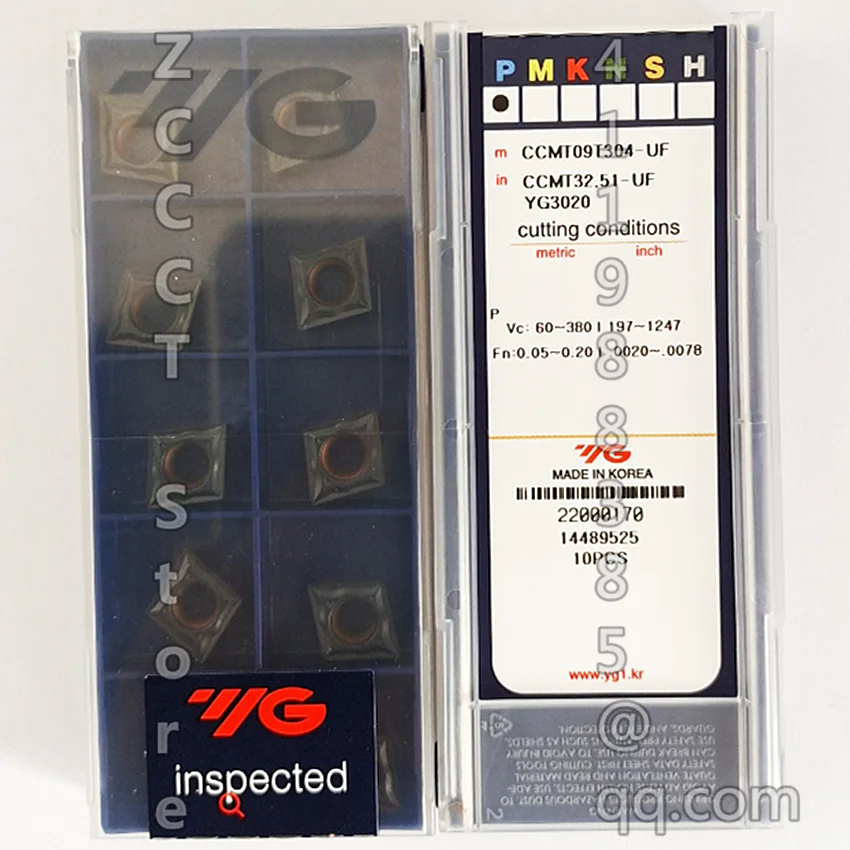 YG
ZCCCT Store
YG
inspected
P M K N S H
m CCMT09T304-UF
in CCMT32.51-UF
YG3020
cutting conditions
metric inch
P
Vc: 60~380 | 197~1247
Fn:0.05~0.20 | .0020~.0078
YG
MADE IN KOREA
22000170
14489525
10PCS
www.yg1.kr
419883885@
qq.com
2